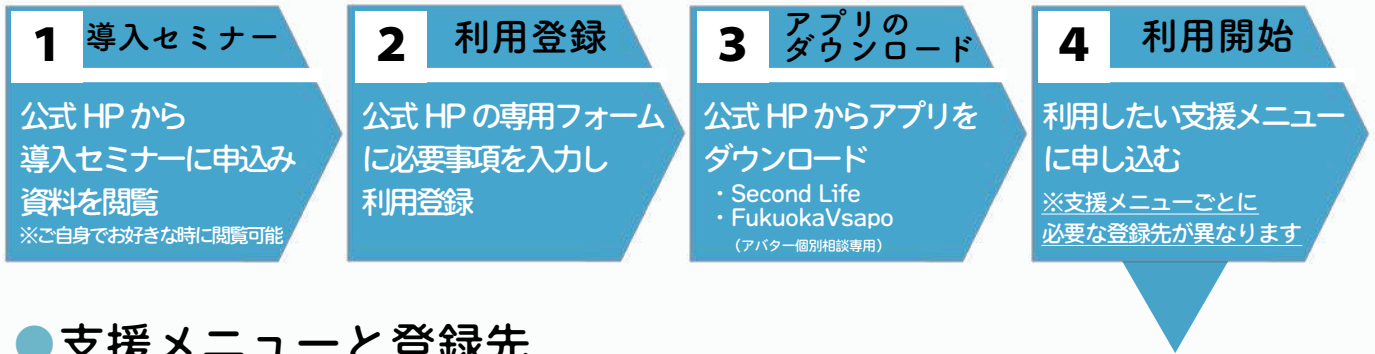 1 導入セミナー
公式 HP から
導入セミナーに申込み
資料を閲覧
※ご自身でお好きな時に閲覧可能
2 利用登録
公式 HP の専用フォーム
に必要事項を入力し
利用登録
3 アプリの
ダウンロード
公式 HP からアプリを
ダウンロード
・Second Life
・FukuokaVsapo
（アバター個別相談専用）
4 利用開始
利用したい支援メニュー
に申し込む
※支援メニューごとに
必要な登録先が異なります
●支援メニューと登録先